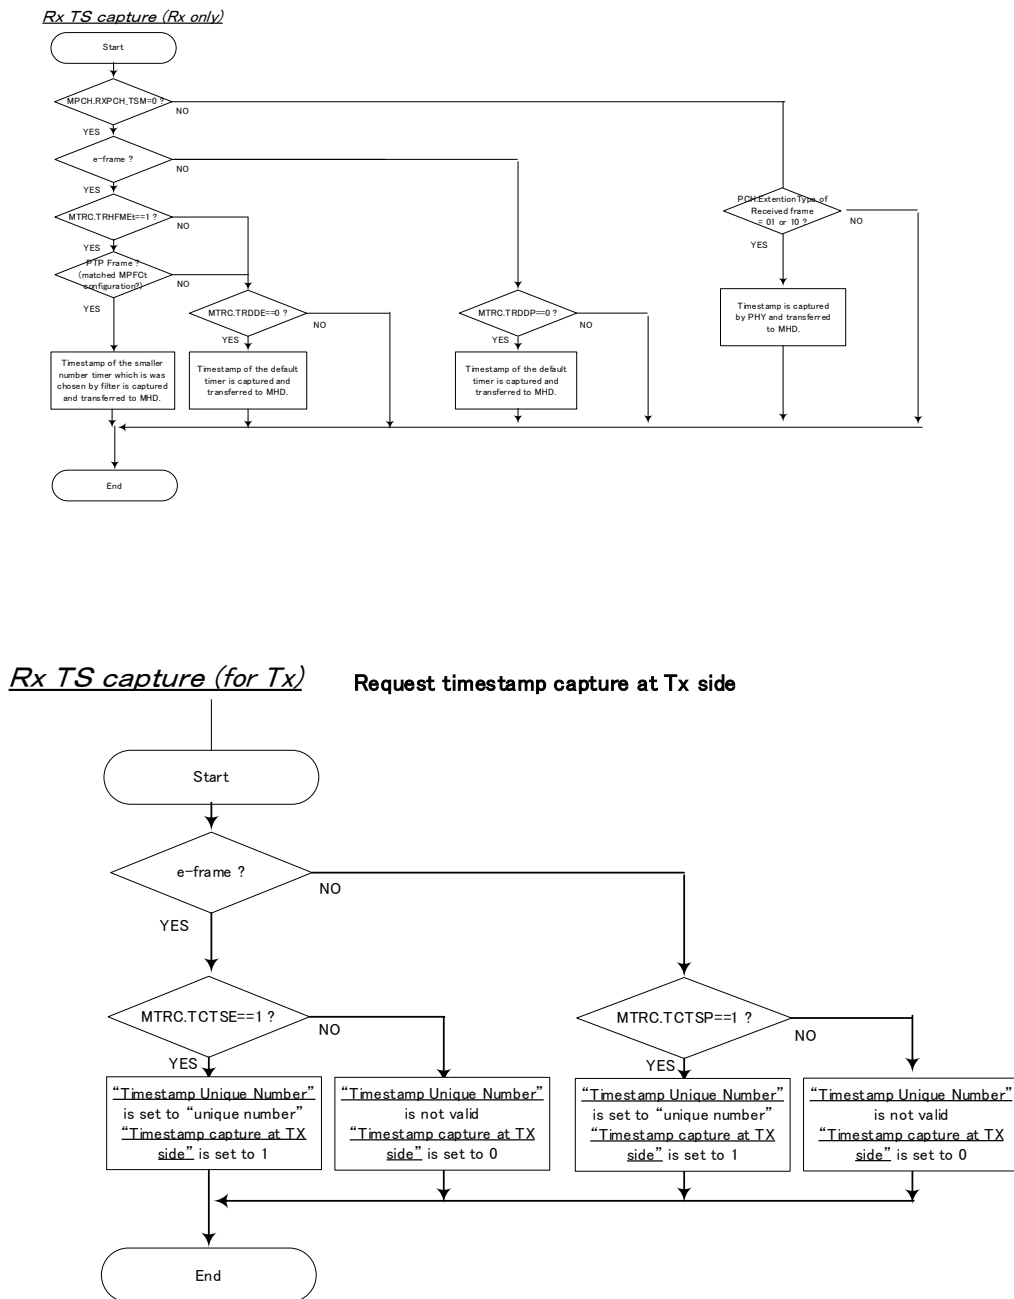 Rx TS capture (Rx only)
Start
MPCH.RXPCH_TSM=0 ?
NO
YES
e-frame ?
NO
YES
MTRC.TRHFMEt==1 ?
NO
YES
PTP Frame ?
(matched MPFCt
configuration?)
NO
YES
PCH.ExtentionType of
Received frame
= 01 or 10 ?
NO
YES
MTRC.TRDDE==0 ?
NO
YES
MTRC.TRDDP==0 ?
NO
YES
Timestamp is captured
by PHY and transferred
to MHD.
Timestamp of the smaller
number timer which is was
chosen by filter is captured
and transferred to MHD.
Timestamp of the default
timer is captured and
transferred to MHD.
Timestamp of the default
timer is captured and
transferred to MHD.
End
Rx TS capture (for Tx)
Request timestamp capture at Tx side
Start
e-frame ?
NO
YES
MTRC.TCTSE==1 ?
NO
YES
MTRC.TCTSP==1 ?
NO
YES
“Timestamp Unique Number”
is set to “unique number”
“Timestamp capture at TX
side” is set to 1
“Timestamp Unique Number”
is not valid
“Timestamp capture at TX
side” is set to 0
“Timestamp Unique Number”
is set to “unique number”
“Timestamp capture at TX
side” is set to 1
“Timestamp Unique Number”
is not valid
“Timestamp capture at TX
side” is set to 0
End